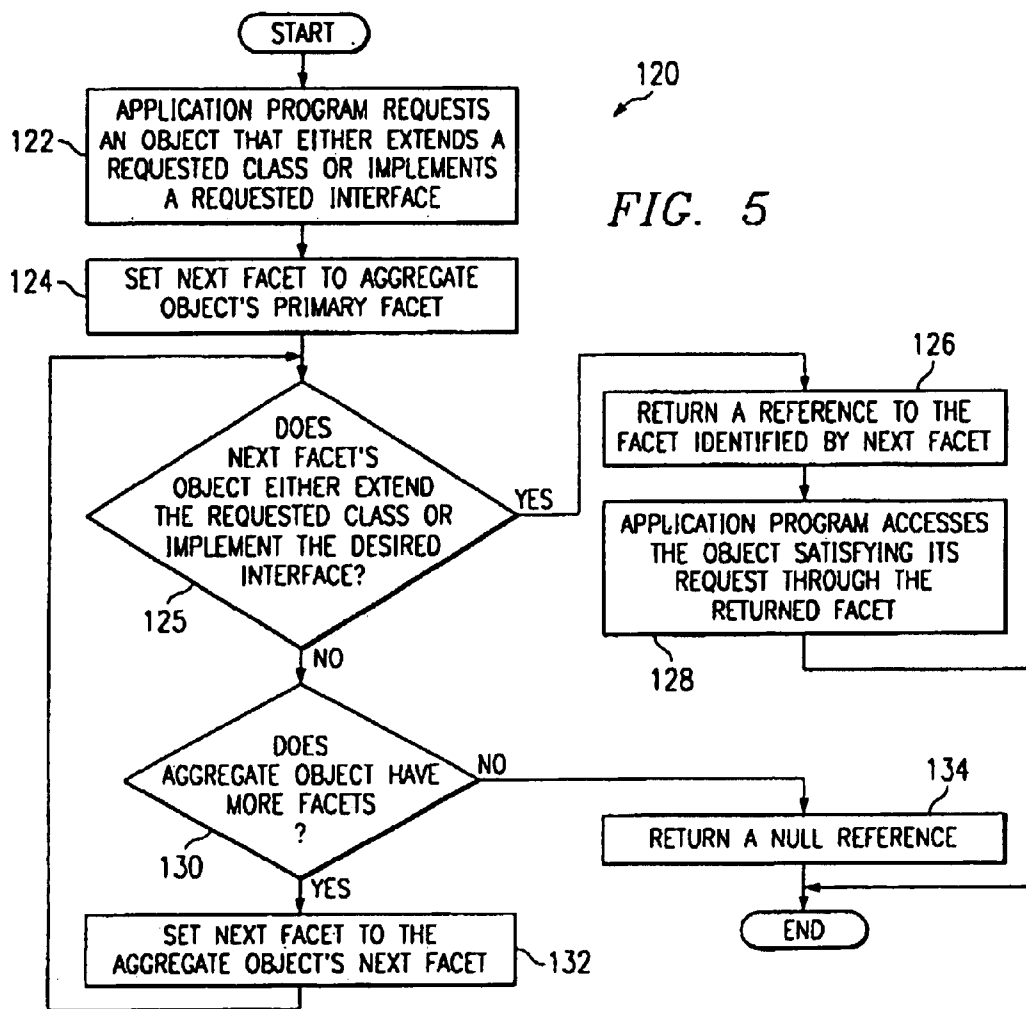 START
120
122
APPLICATION PROGRAM REQUESTS
AN OBJECT THAT EITHER EXTENDS A
REQUESTED CLASS OR IMPLEMENTS
A REQUESTED INTERFACE
FIG. 5
124
SET NEXT FACET TO AGGREGATE
OBJECT'S PRIMARY FACET
DOES
NEXT FACET'S
OBJECT EITHER EXTEND
THE REQUESTED CLASS OR
IMPLEMENT THE DESIRED
INTERFACE?
125
YES
NO
126
RETURN A REFERENCE TO THE
FACET IDENTIFIED BY NEXT FACET
APPLICATION PROGRAM ACCESSES
THE OBJECT SATISFYING ITS
REQUEST THROUGH THE
RETURNED FACET
128
DOES
AGGREGATE OBJECT HAVE
MORE FACETS
?
130
NO
YES
134
RETURN A NULL REFERENCE
SET NEXT FACET TO THE
AGGREGATE OBJECT'S NEXT FACET
132
END